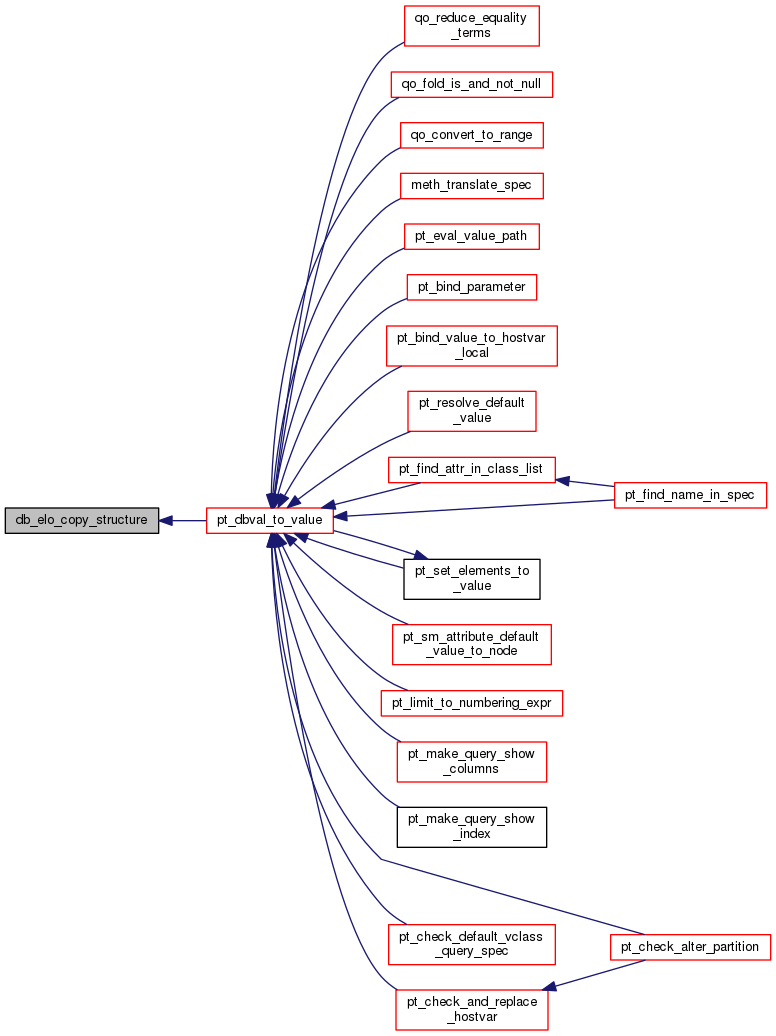 qo_reduce_equality
_terms
qo_fold_is_and_not_null
qo_convert_to_range
meth_translate_spec
pt_eval_value_path
pt_bind_parameter
pt_bind_value_to_hostvar
_local
pt_resolve_default
_value
pt_find_attr_in_class_list
pt_find_name_in_spec
db_elo_copy_structure
pt_dbval_to_value
pt_set_elements_to
_value
pt_sm_attribute_default
_value_to_node
pt_limit_to_numbering_expr
pt_make_query_show
_columns
pt_make_query_show
_index
pt_check_default_vclass
_query_spec
pt_check_alter_partition
pt_check_and_replace
_hostvar